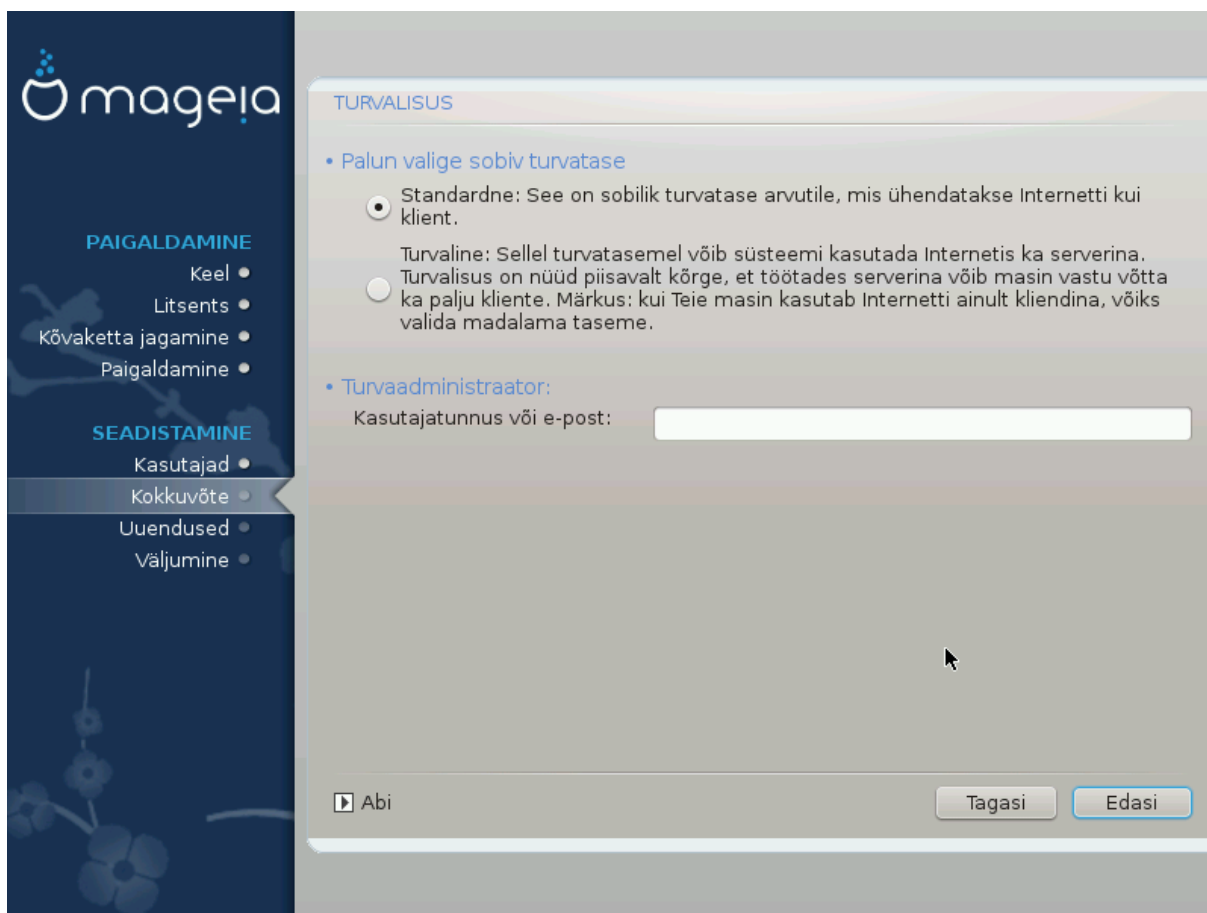 mageia
PAIGALDAMINE
Keel
Litsents
Kõvaketta jagamine
Paigaldamine
SEADISTAMINE
Kasutajad
Kokkuvõte
Uuendused
Väljumine
TURVALISUS
• Palun valige sobiv turvatase
Standardne: See on sobilik turvatase arvutile, mis ühendatakse Internetti kui
klient.
Turvaline: Sellel turvatasemel võib süsteemi kasutada Internetis ka serverina.
Turvalisus on nüüd piisavalt kõrge, et töötades serverina võib masin vastu võtta
ka palju kliente. Märkus: kui Teie masin kasutab Internetti ainult kliendina, võiks
valida madalama taseme.
• Turvaadministraator:
Kasutajatunnus või e-post:
Abi
Tagasi
Edasi